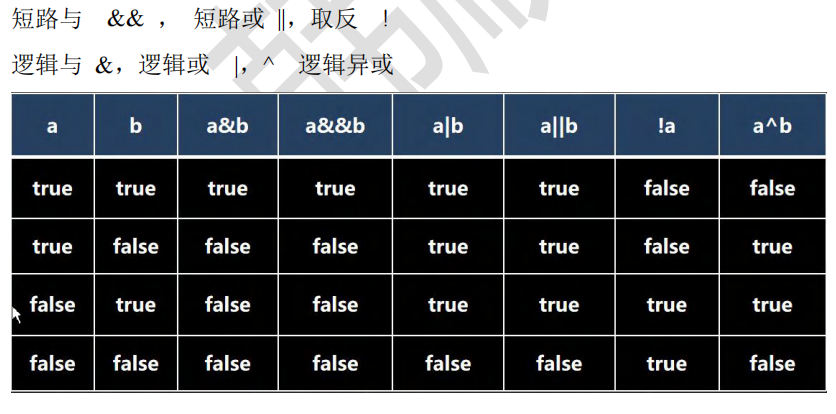 短路与 && ， 短路或 ||，取反 !
逻辑与 &，逻辑或 |，^ 逻辑异或
a b a&b a&&b a|b a||b !a a^b
true true true true true true false false
true false false false true true false true
false true false false true true true true
false false false false false false true false